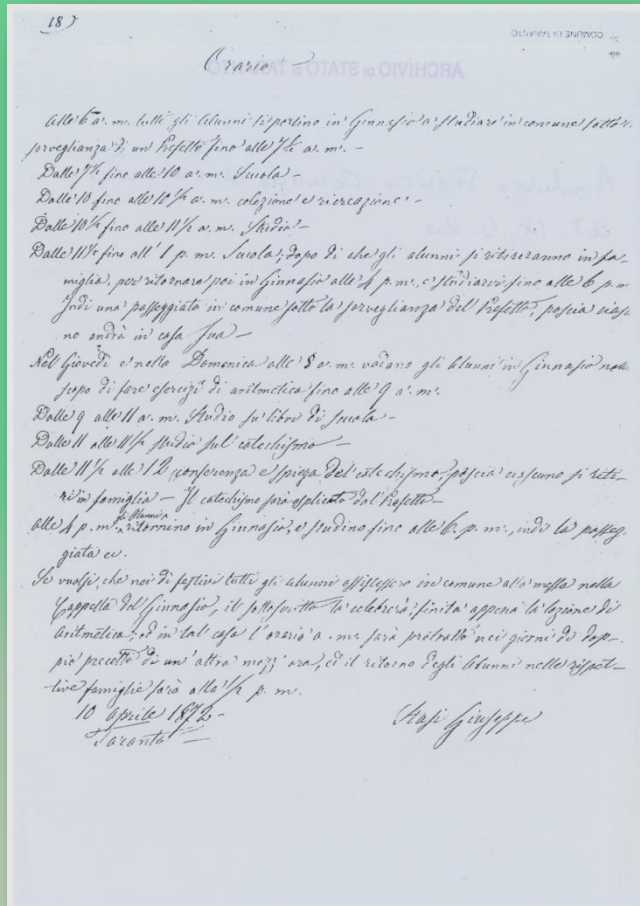 18)
COMUNE DI TARANTO
ARCHIVIO DI STATO DI TARANTO
Orario —
Alle 6 a. m. tutti gli Alunni si portino in Ginnasio a studiare in comune sotto la
sorveglianza di un Prefetto fino alle 7½ a. m. —
Dalle 7½ fino alle 10 a. m. Scuola —
Dalle 10 fino alle 10½ a. m. colezione e ricreazione —
Dalle 10½ fino alle 11½ a. m. Studio —
Dalle 11½ fino all' 1 p. m. Scuola; dopo di che gli alunni si ritireranno in fa-
miglia, per ritornare poi in Ginnasio alle 4 p. m. e studiarvi fino alle 6 p. m
Indi una passeggiata in comune sotto la sorveglianza del Prefetto, poscia ciascu
no andrà in casa sua —
Nel Giovedì e nella Domenica alle 8 a. m. vadano gli Alunni in Ginnasio nello
scopo di fare esercizi di aritmetica fino alle 9 a. m.
Dalle 9 alle 11 a. m. Studio su' libri di scuola —
Dalle 11 alle 11½ studio sul catechismo —
Dalle 11½ alle 12 conferenza e spiega del catechismo, poscia ciascuno si riti-
ri in famiglia — Il catechismo sarà esplicato dal Prefetto —
alle 4 p. m. gli Alunni ritornino in Ginnasio, e studino fino alle 6 p. m., indi la passeg-
giata ec.
Se vuolsi, che nei dì festivi tutti gli alunni assistessero in comune alla messa nella
Cappella del Ginnasio, il sottoscritto la celebrerà, finita appena la lezione di
aritmetica; ed in tal caso l'orario a. m. sarà protratto nei giorni di dop-
pio precetto di un'altra mezz'ora, ed il ritorno degli Alunni nelle rispet-
tive famiglie sarà alla ½ p. m.
10 Aprile 1872 —
Taranto —
Stasi Giuseppe